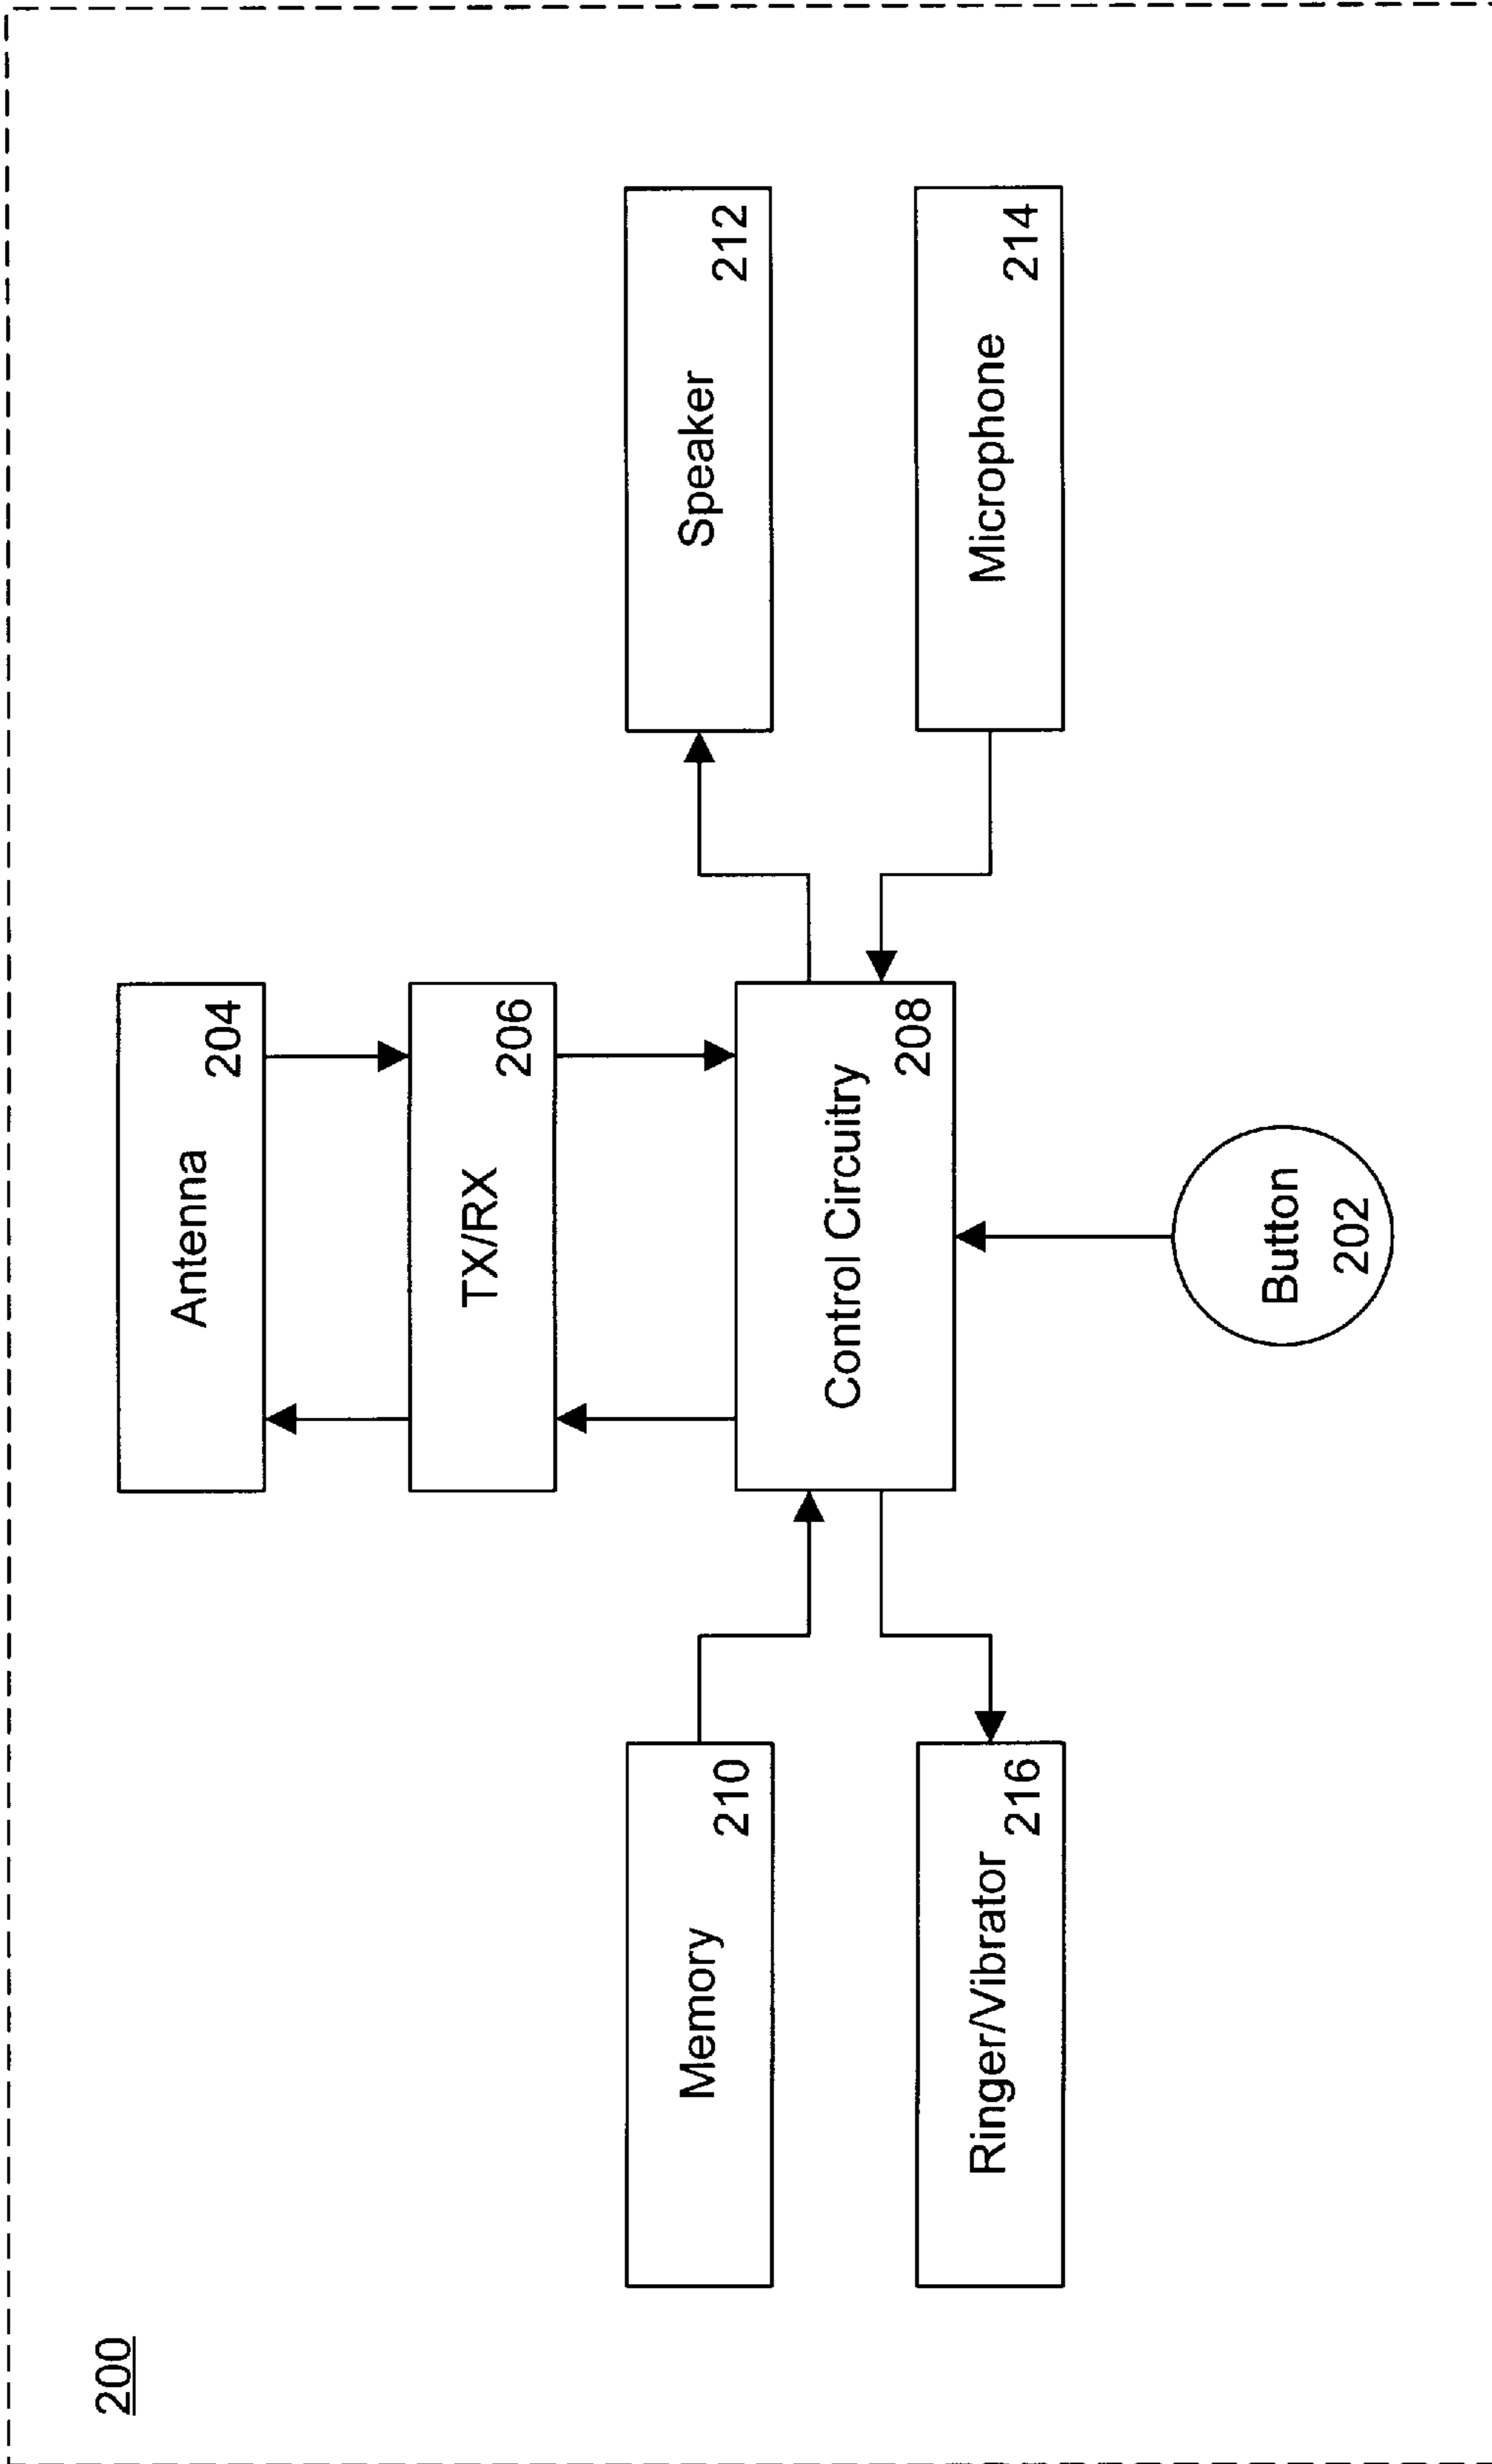 200
Antenna
204
TX/RX
206
Memory
210
Control Circuitry
208
Speaker
212
Ringer/Vibrator
216
Microphone
214
Button
202